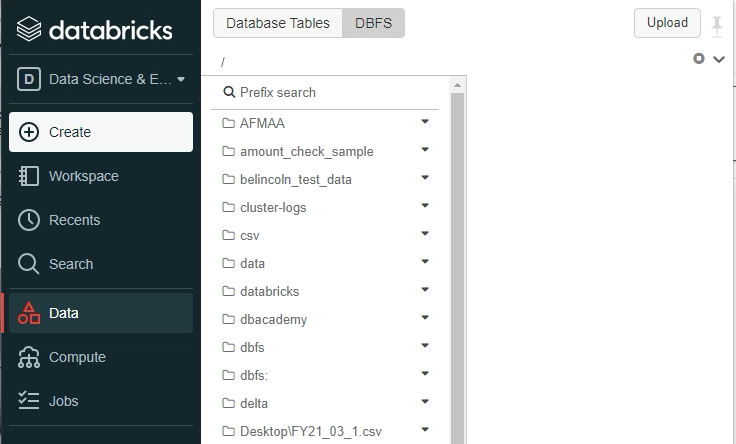 databricks
D Data Science & E...
Create
Workspace
Recents
Search
Data
Compute
Jobs
Database Tables DBFS Upload
/
Prefix search
AFMAA
amount_check_sample
belincoln_test_data
cluster-logs
csv
data
databricks
dbacademy
dbfs
dbfs:
delta
Desktop\FY21_03_1.csv